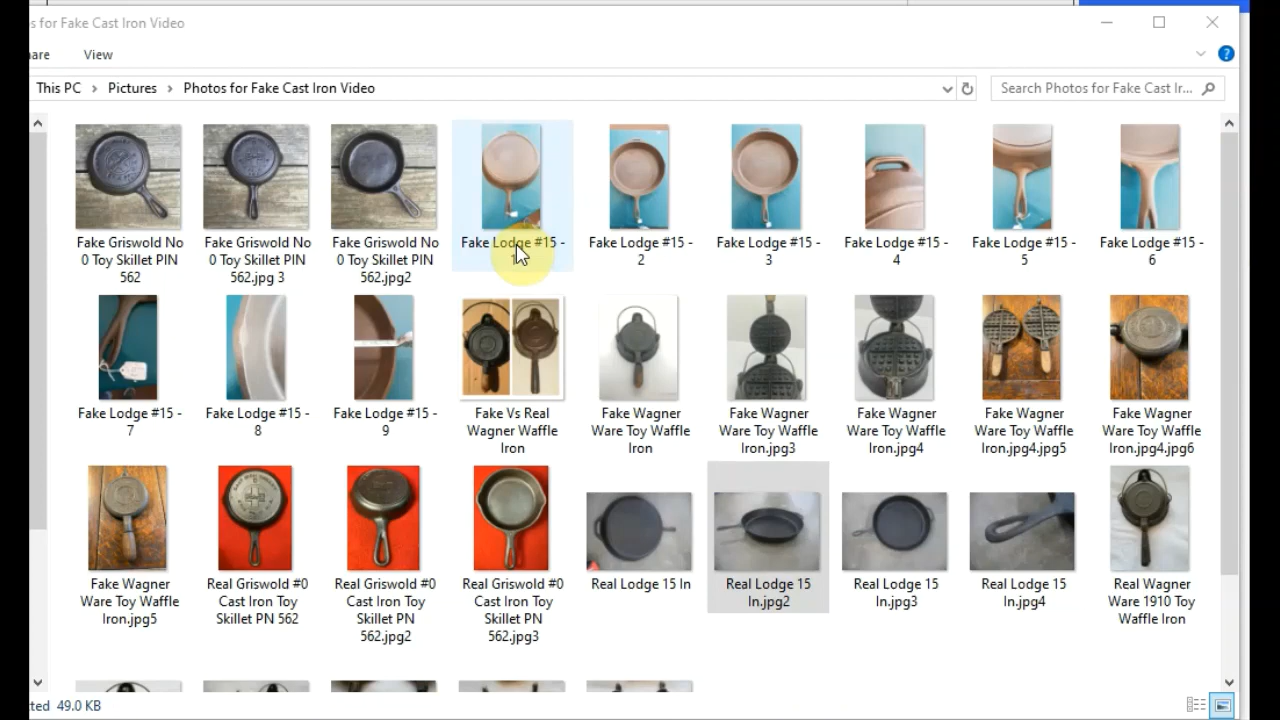 s for Fake Cast Iron Video
are View
This PC > Pictures > Photos for Fake Cast Iron Video
Search Photos for Fake Cast Ir...
Fake Griswold No
0 Toy Skillet PIN
562
Fake Griswold No
0 Toy Skillet PIN
562.jpg 3
Fake Griswold No
0 Toy Skillet PIN
562.jpg2
Fake Lodge #15 -
1
Fake Lodge #15 -
2
Fake Lodge #15 -
3
Fake Lodge #15 -
4
Fake Lodge #15 -
5
Fake Lodge #15 -
6
Fake Lodge #15 -
7
Fake Lodge #15 -
8
Fake Lodge #15 -
9
Fake Vs Real
Wagner Waffle
Iron
Fake Wagner
Ware Toy Waffle
Iron
Fake Wagner
Ware Toy Waffle
Iron.jpg3
Fake Wagner
Ware Toy Waffle
Iron.jpg4
Fake Wagner
Ware Toy Waffle
Iron.jpg4.jpg5
Fake Wagner
Ware Toy Waffle
Iron.jpg4.jpg6
Fake Wagner
Ware Toy Waffle
Iron.jpg5
Real Griswold #0
Cast Iron Toy
Skillet PN 562
Real Griswold #0
Cast Iron Toy
Skillet PN
562.jpg2
Real Griswold #0
Cast Iron Toy
Skillet PN
562.jpg3
Real Lodge 15 In
Real Lodge 15
In.jpg2
Real Lodge 15
In.jpg3
Real Lodge 15
In.jpg4
Real Wagner
Ware 1910 Toy
Waffle Iron
ted 49.0 KB